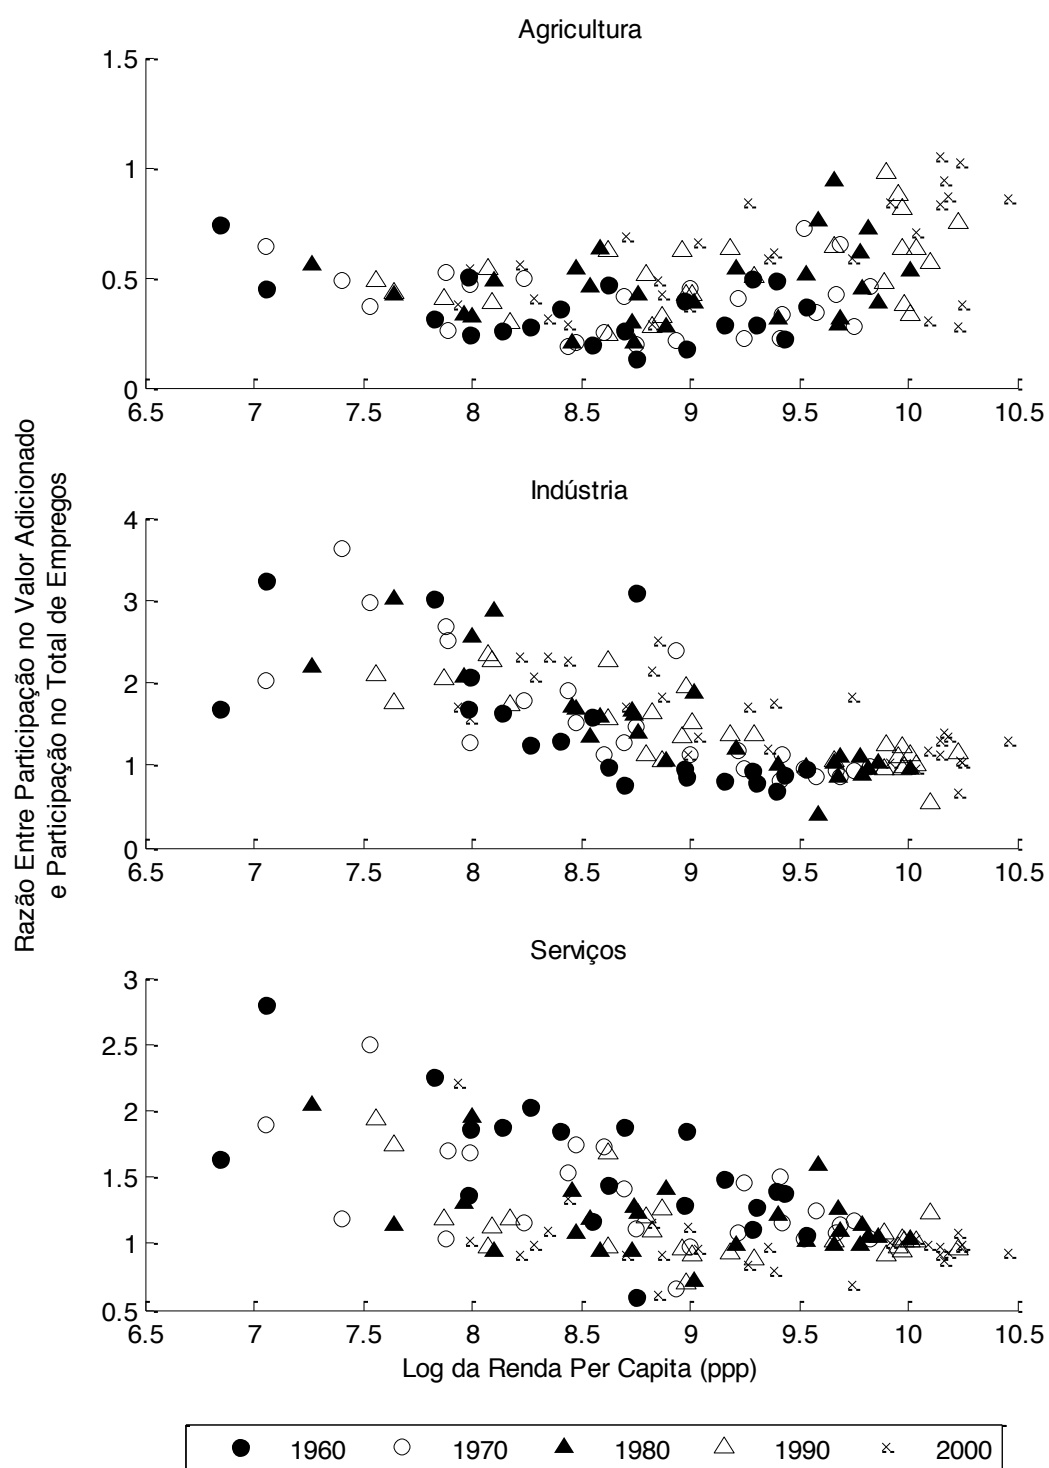 Agricultura
1.5
1
0.5
0
6.5 7 7.5 8 8.5 9 9.5 10 10.5
Razão Entre Participação no Valor Adicionado
e Participação no Total de Empregos
Indústria
4
3
2
1
0
6.5 7 7.5 8 8.5 9 9.5 10 10.5
Serviços
3
2.5
2
1.5
1
0.5
6.5 7 7.5 8 8.5 9 9.5 10 10.5
Log da Renda Per Capita (ppp)
1960 1970 1980 1990 2000